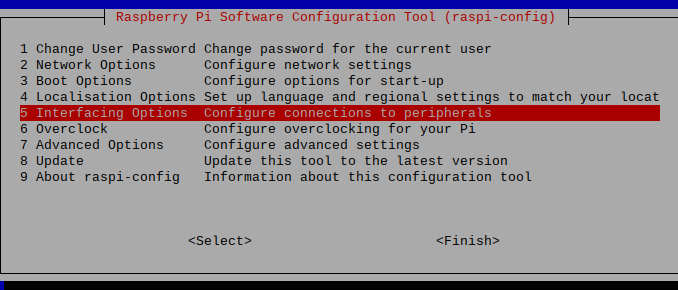 Raspberry Pi Software Configuration Tool (raspi-config)
1 Change User Password Change password for the current user
2 Network Options Configure network settings
3 Boot Options Configure options for start-up
4 Localisation Options Set up language and regional settings to match your locat
5 Interfacing Options Configure connections to peripherals
6 Overclock Configure overclocking for your Pi
7 Advanced Options Configure advanced settings
8 Update Update this tool to the latest version
9 About raspi-config Information about this configuration tool
<Select> <Finish>